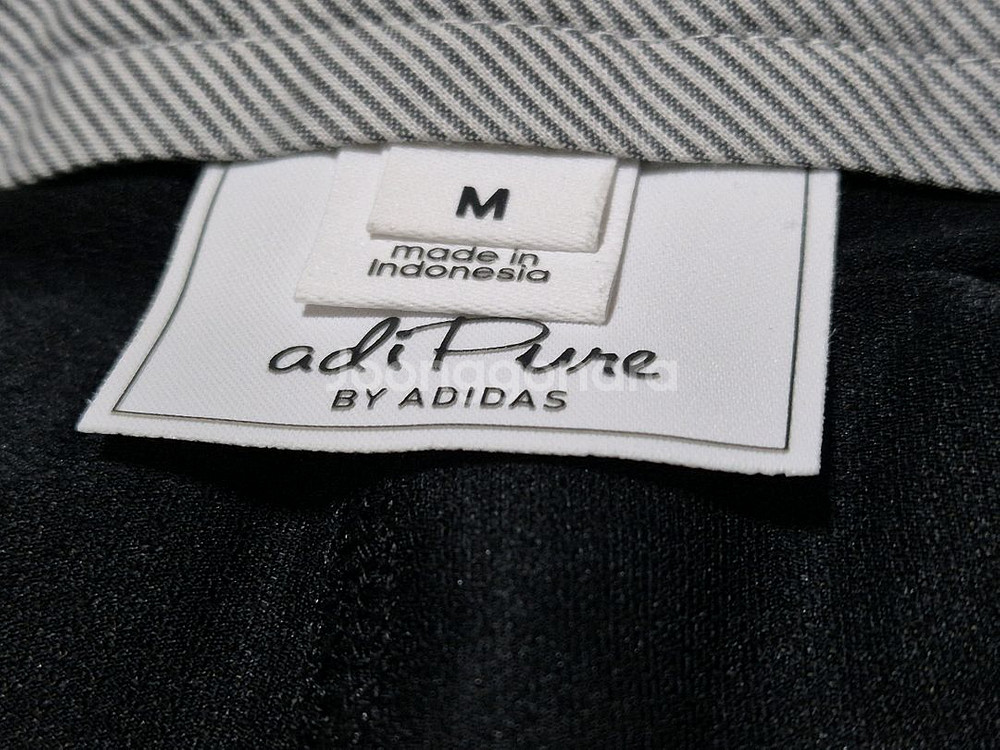 M
made in
Indonesia
adiPure
BY ADIDAS